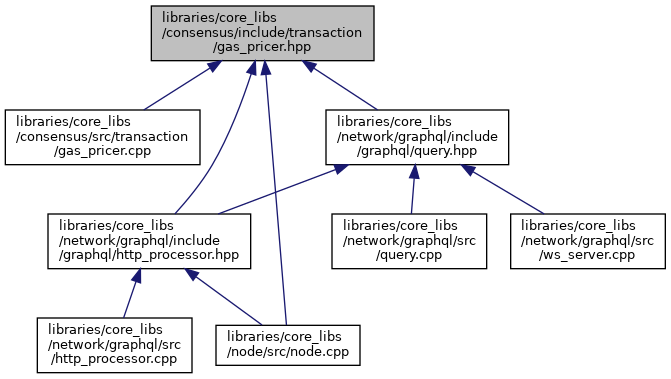 libraries/core_libs
/consensus/include/transaction
/gas_pricer.hpp
libraries/core_libs
/consensus/src/transaction
/gas_pricer.cpp
libraries/core_libs
/network/graphql/include
/graphql/query.hpp
libraries/core_libs
/network/graphql/include
/graphql/http_processor.hpp
libraries/core_libs
/network/graphql/src
/query.cpp
libraries/core_libs
/network/graphql/src
/ws_server.cpp
libraries/core_libs
/network/graphql/src
/http_processor.cpp
libraries/core_libs
/node/src/node.cpp